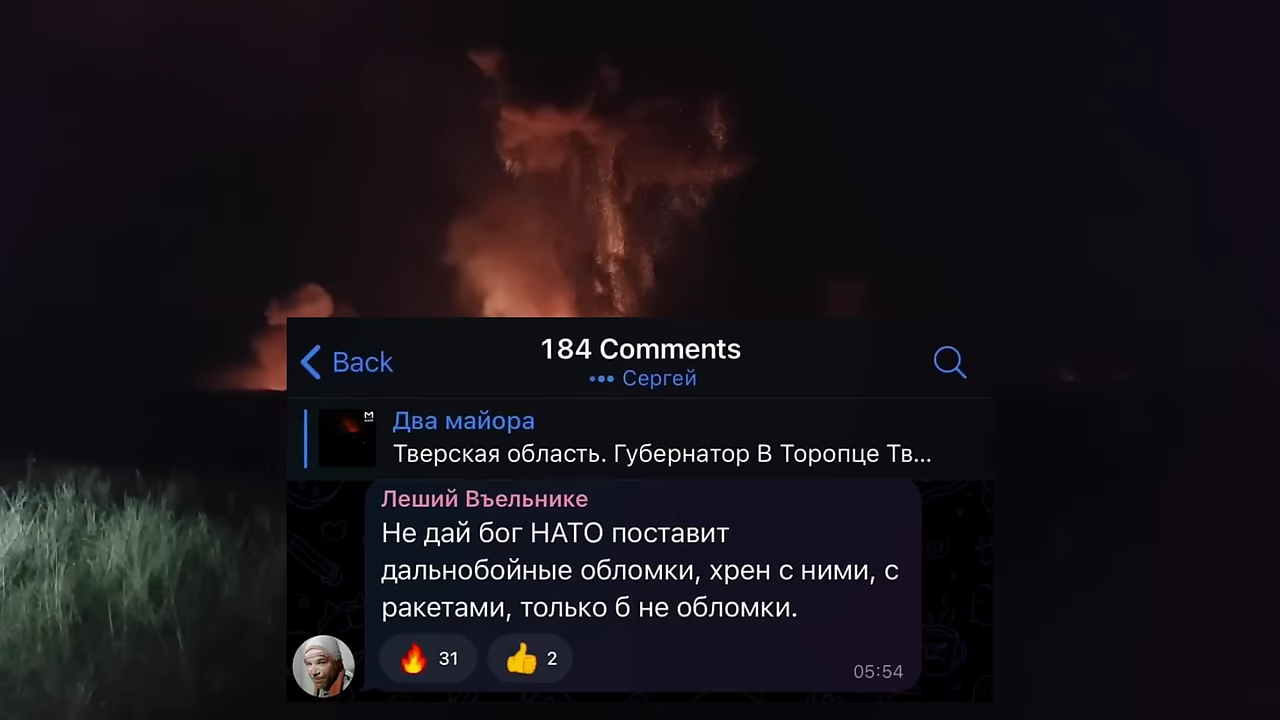 184 Comments
Back
••• Сергей
Два майора
Тверская область. Губернатор В Торопце Тв...
Леший Въельнике
Не дай бог НАТО поставит
дальнобойные обломки, хрен с ними, с
ракетами, только б не обломки.
31
2
05:54